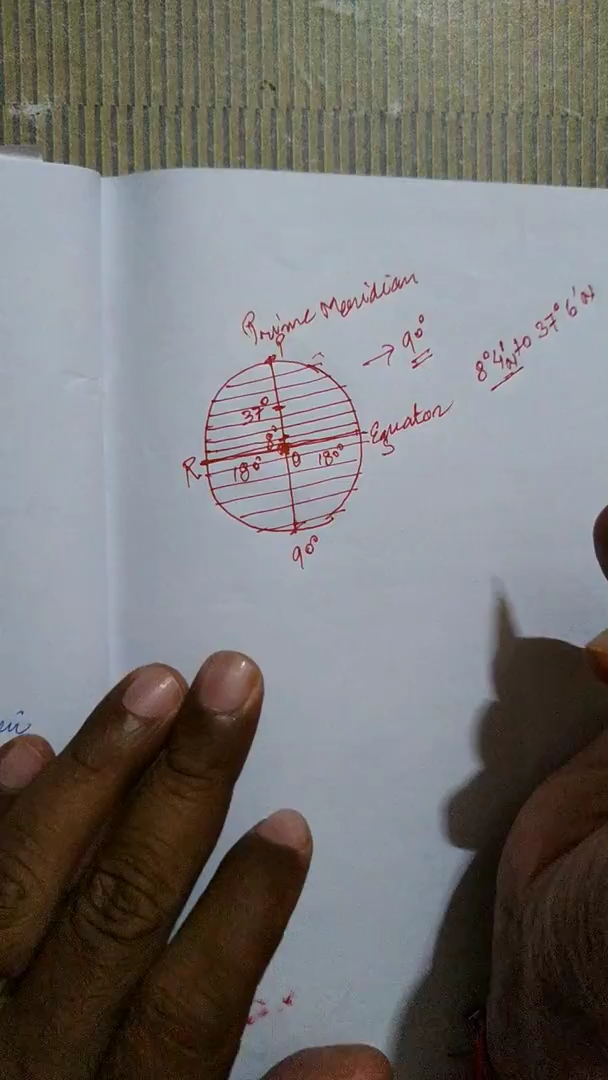 Prime Meridian
P
→ 90°
8°4'N to 37°6'N
37°
8°
Equator
R
180°
0
180°
90°